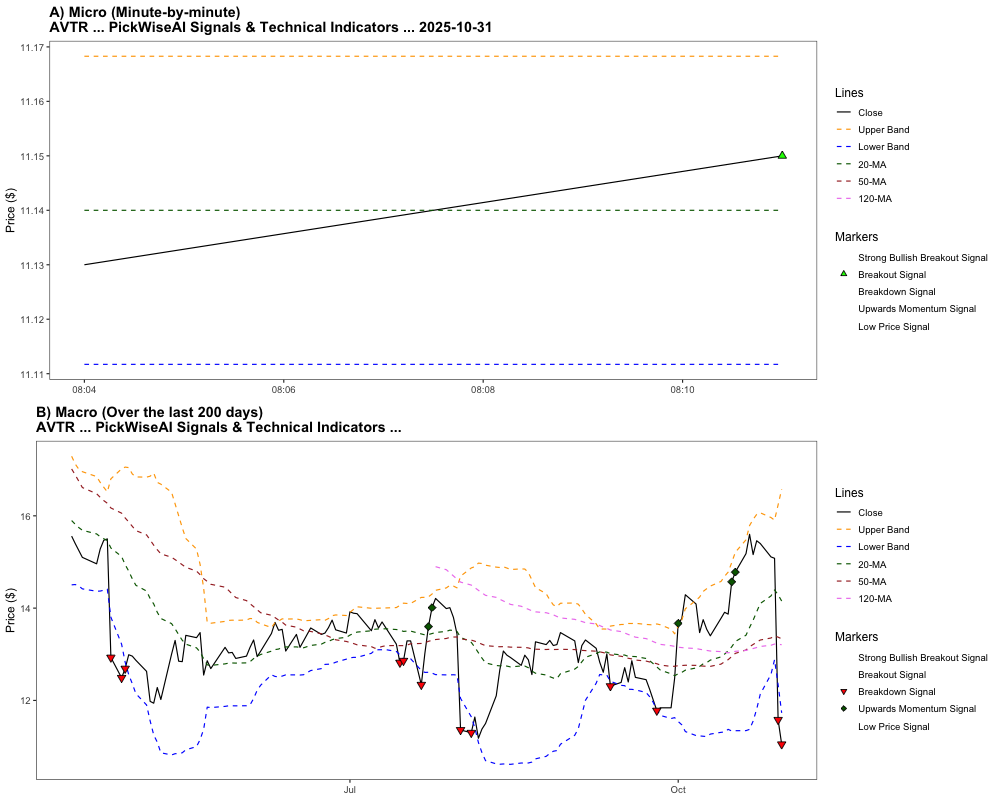 A) Micro (Minute-by-minute)
AVTR ... PickWiseAI Signals & Technical Indicators ... 2025-10-31
Price ($)
11.17
11.16
11.15
11.14
11.13
11.12
11.11
08:04
08:06
08:08
08:10
Lines
Close
Upper Band
Lower Band
20-MA
50-MA
120-MA
Markers
Strong Bullish Breakout Signal
Breakout Signal
Breakdown Signal
Upwards Momentum Signal
Low Price Signal
B) Macro (Over the last 200 days)
AVTR ... PickWiseAI Signals & Technical Indicators ...
Price ($)
16
14
12
Jul
Oct
Lines
Close
Upper Band
Lower Band
20-MA
50-MA
120-MA
Markers
Strong Bullish Breakout Signal
Breakout Signal
Breakdown Signal
Upwards Momentum Signal
Low Price Signal